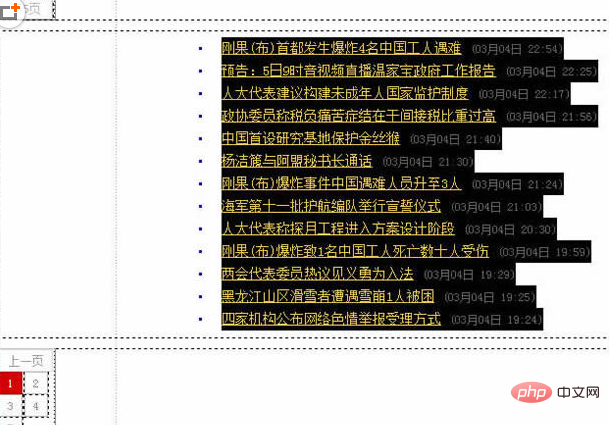 页
刚果(布)首都发生爆炸4名中国工人遇难 (03月04日 22:54)
预告：5日9时音视频直播温家宝政府工作报告 (03月04日 22:25)
人大代表建议构建未成年人国家监护制度 (03月04日 22:17)
政协委员称税负痛苦症结在于间接税比重过高 (03月04日 21:56)
中国首设研究基地保护金丝猴 (03月04日 21:40)
杨洁篪与阿盟秘书长通话 (03月04日 21:30)
刚果(布)爆炸事件中国遇难人员升至3人 (03月04日 21:24)
海军第十一批护航编队举行宣誓仪式 (03月04日 21:03)
人大代表称探月工程进入方案设计阶段 (03月04日 20:30)
刚果(布)爆炸致1名中国工人死亡数十人受伤 (03月04日 19:59)
两会代表委员热议见义勇为入法 (03月04日 19:29)
黑龙江山区滑雪者遭遇雪崩1人被困 (03月04日 19:25)
四家机构公布网络色情举报受理方式 (03月04日 19:24)
上一页
1 2
3 4
php 中文网